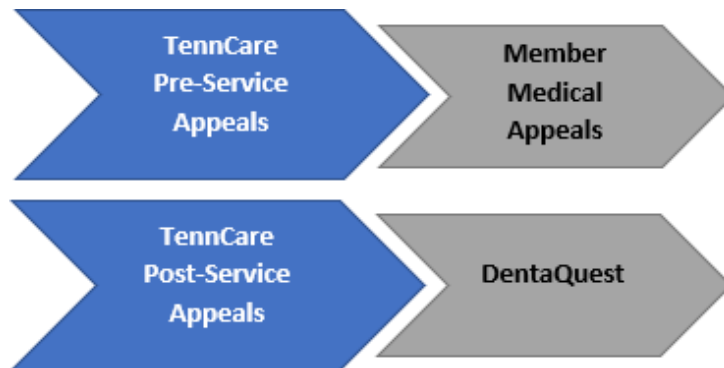 TennCare
Pre-Service
Appeals
Member
Medical
Appeals
TennCare
Post-Service
Appeals
DentaQuest